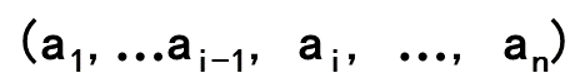 (a₁, ...aᵢ₋₁, aᵢ, ..., aₙ)